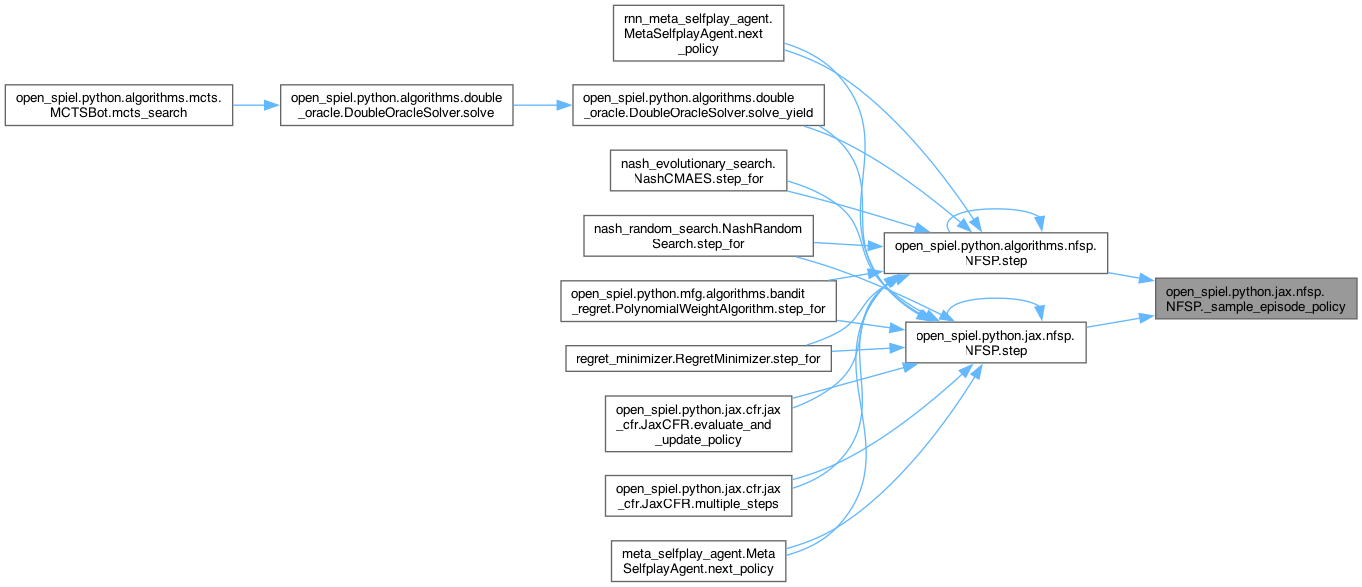 rnn_meta_selfplay_agent.
MetaSelfplayAgent.next
_policy
open_spiel.python.algorithms.mcts.
MCTSBot.mcts_search
open_spiel.python.algorithms.double
_oracle.DoubleOracleSolver.solve
open_spiel.python.algorithms.double
_oracle.DoubleOracleSolver.solve_yield
nash_evolutionary_search.
NashCMAES.step_for
nash_random_search.NashRandom
Search.step_for
open_spiel.python.algorithms.nfsp.
NFSP.step
open_spiel.python.jax.nfsp.
NFSP._sample_episode_policy
open_spiel.python.mfg.algorithms.bandit
_regret.PolynomialWeightAlgorithm.step_for
open_spiel.python.jax.nfsp.
NFSP.step
regret_minimizer.RegretMinimizer.step_for
open_spiel.python.jax.cfr.jax
_cfr.JaxCFR.evaluate_and
_update_policy
open_spiel.python.jax.cfr.jax
_cfr.JaxCFR.multiple_steps
meta_selfplay_agent.Meta
SelfplayAgent.next_policy